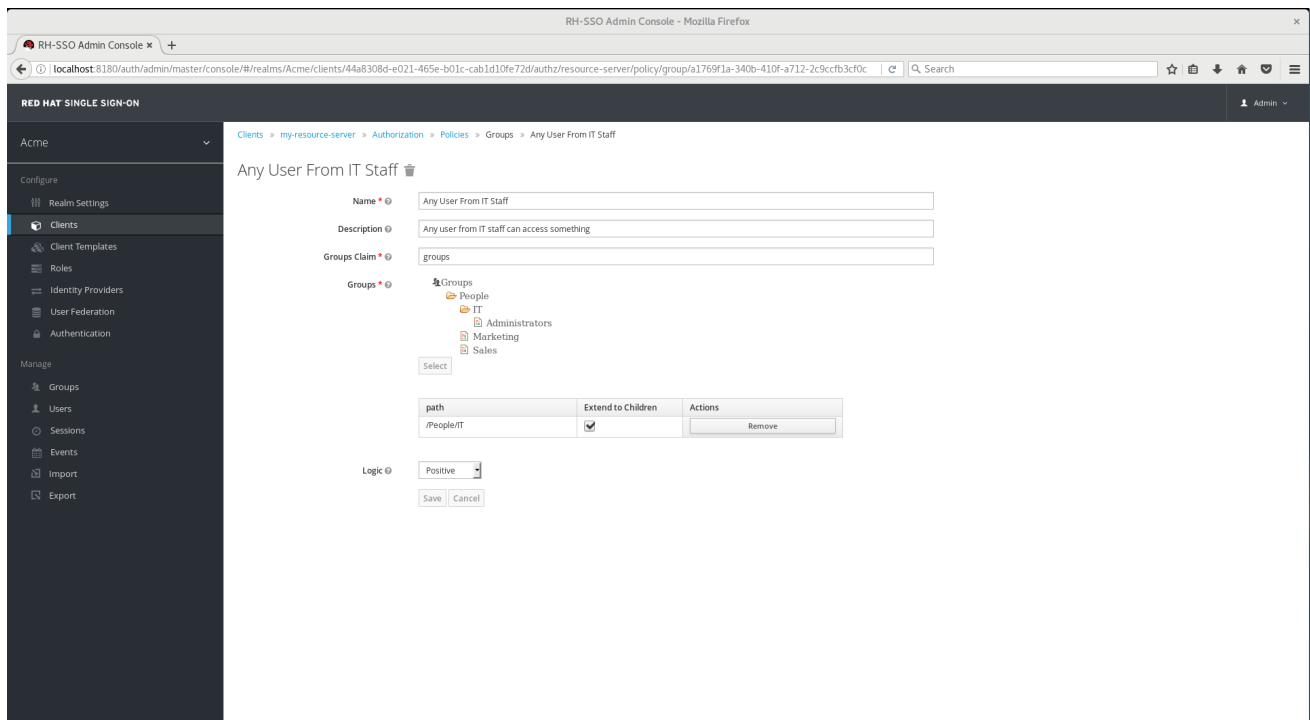 RH-SSO Admin Console - Mozilla Firefox ×
RH-SSO Admin Console × +
localhost:8180/auth/admin/master/console/#/realms/Acme/clients/44a8308d-e021-465e-b01c-cab1d10fe72d/authz/resource-server/policy/group/a1769f1a-340b-410f-a712-2c9ccfb3cf0c Search
RED HAT SINGLE SIGN-ON Admin
Acme
Clients » my-resource-server » Authorization » Policies » Groups » Any User From IT Staff
Any User From IT Staff
Configure
Realm Settings
Clients
Client Templates
Roles
Identity Providers
User Federation
Authentication
Manage
Groups
Users
Sessions
Events
Import
Export
Name * Any User From IT Staff
Description Any user from IT staff can access something
Groups Claim * groups
Groups * Groups
People
IT
Administrators
Marketing
Sales
Select
path Extend to Children Actions
/People/IT Remove
Logic Positive
Save Cancel